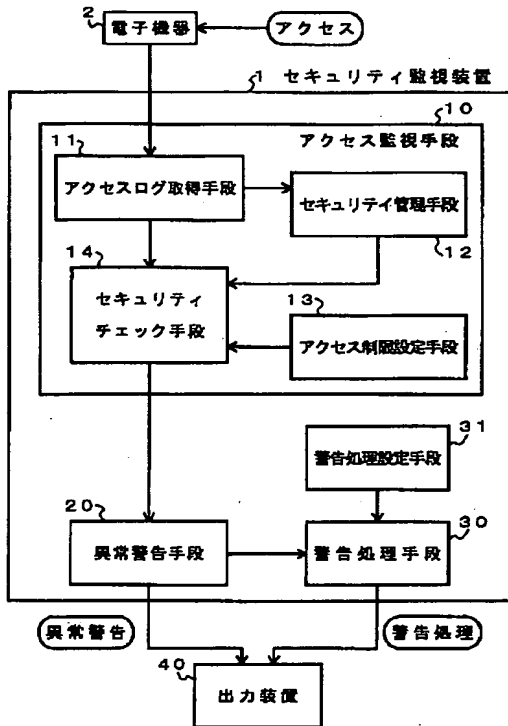 2
電子機器
アクセス
1 セキュリティ監視装置
10
アクセス監視手段
11
アクセスログ取得手段
セキュリテイ管理手段
12
14
セキュリティ
チェック手段
13
アクセス制限設定手段
31
警告処理設定手段
20
30
異常警告手段
警告処理手段
異常警告
警告処理
40
出力装置